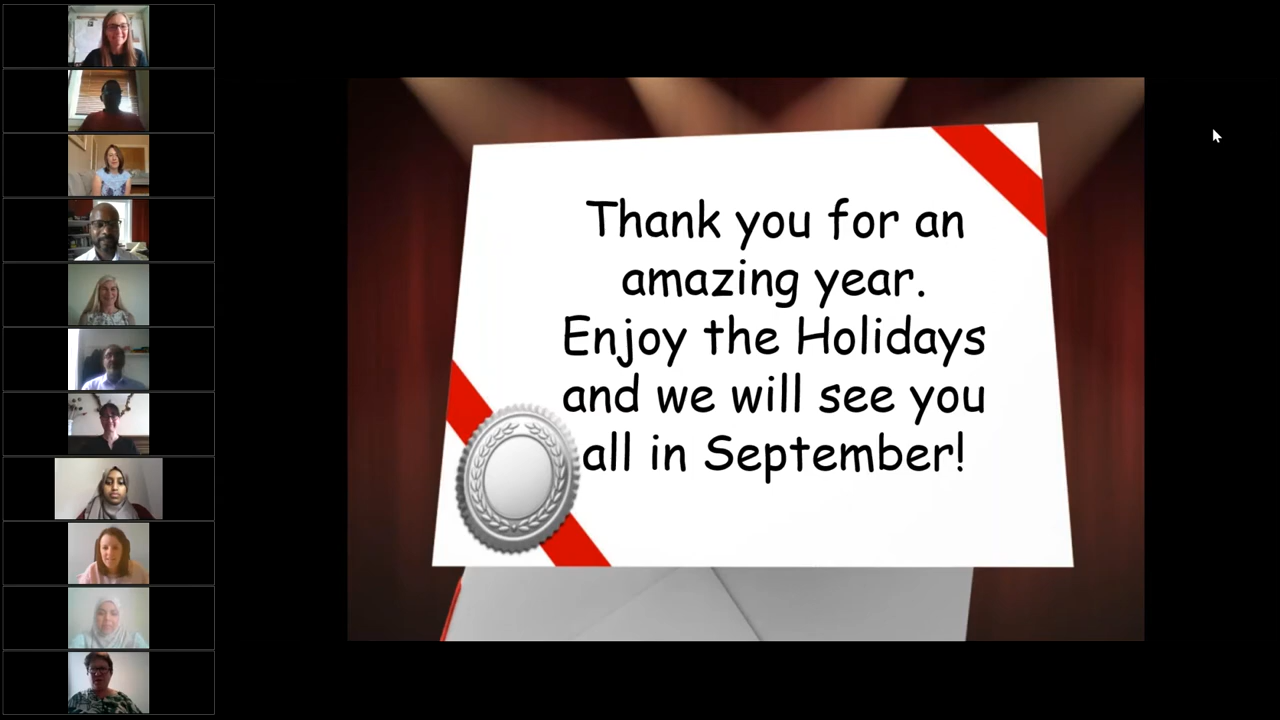 Thank you for an
amazing year.
Enjoy the Holidays
and we will see you
all in September!